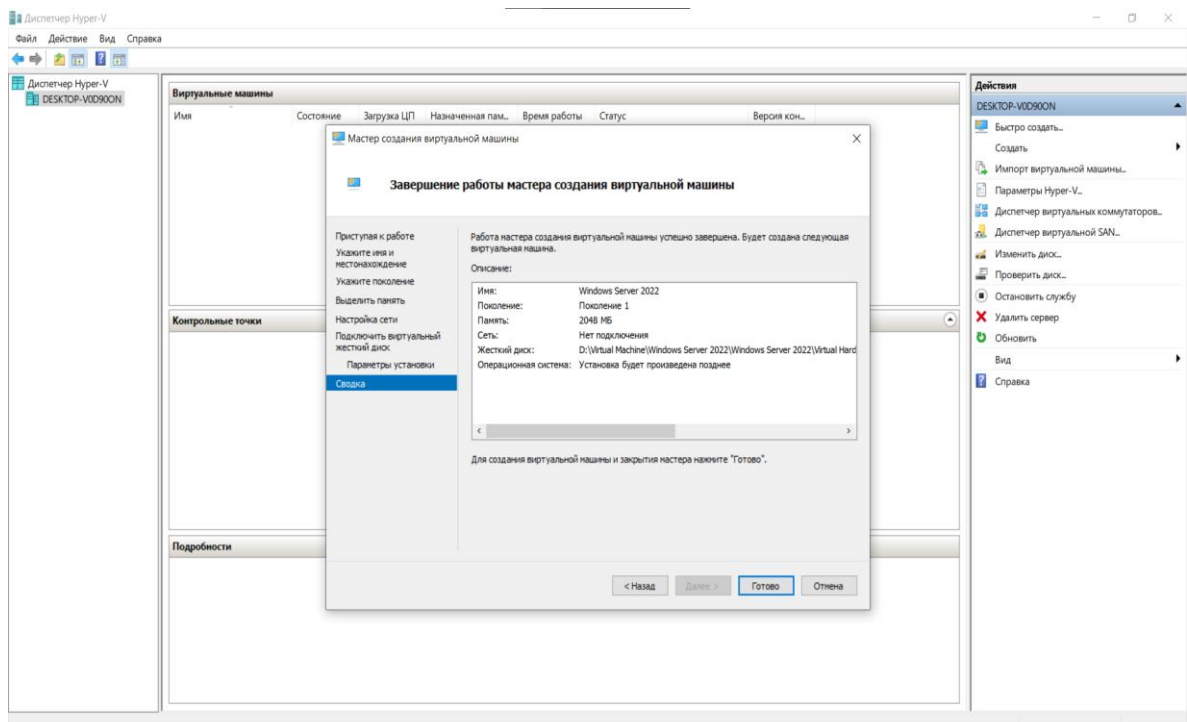 Диспетчер Hyper-V
Файл Действие Вид Справка
Диспетчер Hyper-V
DESKTOP-V0D90ON
Виртуальные машины
Имя Состояние Загрузка ЦП Назначенная пам... Время работы Статус Версия кон...
Мастер создания виртуальной машины
Завершение работы мастера создания виртуальной машины
Приступая к работе
Укажите имя и
местонахождение
Укажите поколение
Выделить память
Настройка сети
Подключить виртуальный
жесткий диск
Параметры установки
Сводка
Работа мастера создания виртуальной машины успешно завершена. Будет создана следующая
виртуальная машина.
Описание:
Имя: Windows Server 2022
Поколение: Поколение 1
Память: 2048 МБ
Сеть: Нет подключения
Жесткий диск: D:\Virtual Machine\Windows Server 2022\Windows Server 2022\Virtual Hard
Операционная система: Установка будет произведена позднее
Для создания виртуальной машины и закрытия мастера нажмите "Готово".
< Назад Далее > Готово Отмена
Контрольные точки
Подробности
Действия
DESKTOP-V0D90ON
Быстро создать...
Создать
Импорт виртуальной машины...
Параметры Hyper-V...
Диспетчер виртуальных коммутаторов...
Диспетчер виртуальной SAN...
Изменить диск...
Проверить диск...
Остановить службу
Удалить сервер
Обновить
Вид
Справка